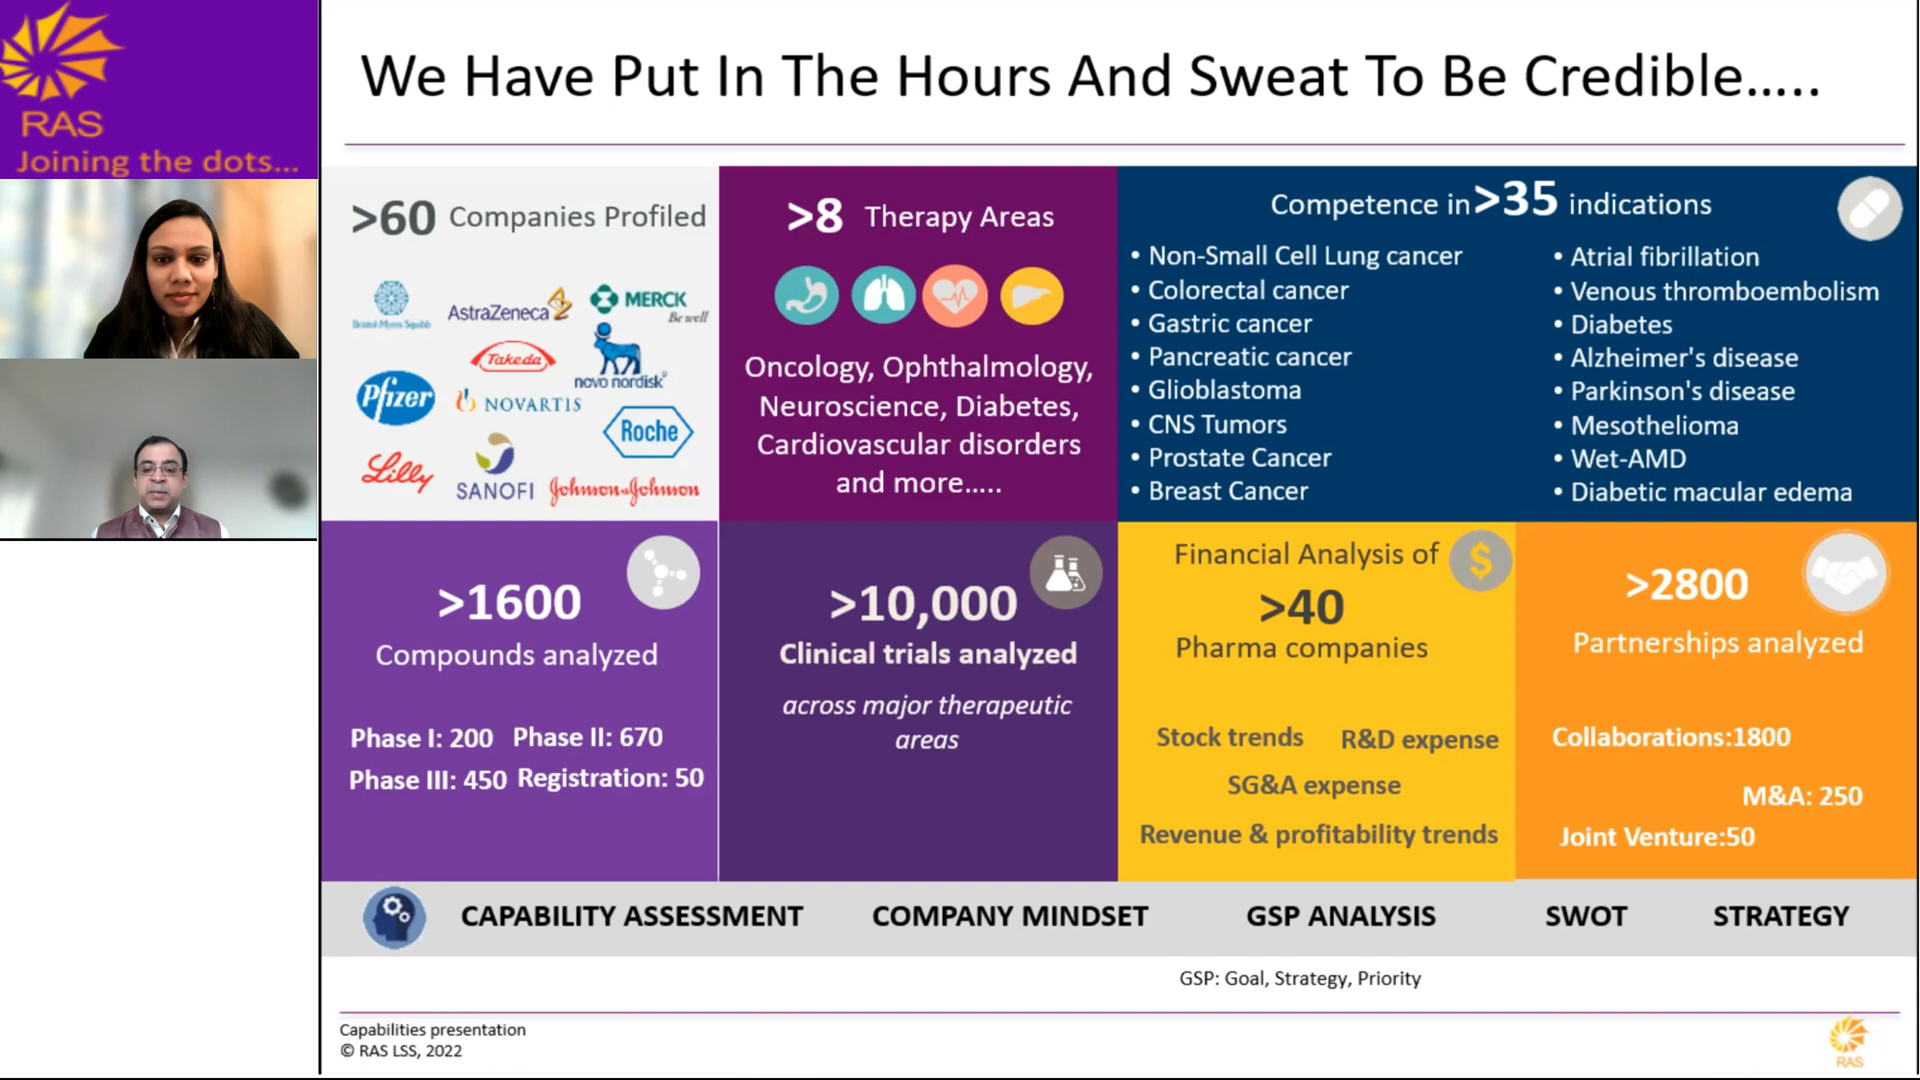 RAS
Joining the dots...
We Have Put In The Hours And Sweat To Be Credible.....
>60 Companies Profiled
Bristol-Myers Squibb
AstraZeneca
MERCK
Be well
Takeda
novo nordisk®
Pfizer
NOVARTIS
Roche
Lilly
SANOFI
Johnson&Johnson
>8 Therapy Areas
Oncology, Ophthalmology,
Neuroscience, Diabetes,
Cardiovascular disorders
and more.....
Competence in >35 indications
• Non-Small Cell Lung cancer
• Colorectal cancer
• Gastric cancer
• Pancreatic cancer
• Glioblastoma
• CNS Tumors
• Prostate Cancer
• Breast Cancer
• Atrial fibrillation
• Venous thromboembolism
• Diabetes
• Alzheimer's disease
• Parkinson's disease
• Mesothelioma
• Wet-AMD
• Diabetic macular edema
>1600
Compounds analyzed
Phase I: 200 Phase II: 670
Phase III: 450 Registration: 50
>10,000
Clinical trials analyzed
across major therapeutic
areas
Financial Analysis of
$
>40
Pharma companies
Stock trends R&D expense
SG&A expense
Revenue & profitability trends
>2800
Partnerships analyzed
Collaborations:1800
M&A: 250
Joint Venture:50
CAPABILITY ASSESSMENT COMPANY MINDSET GSP ANALYSIS SWOT STRATEGY
GSP: Goal, Strategy, Priority
Capabilities presentation
© RAS LSS, 2022
RAS